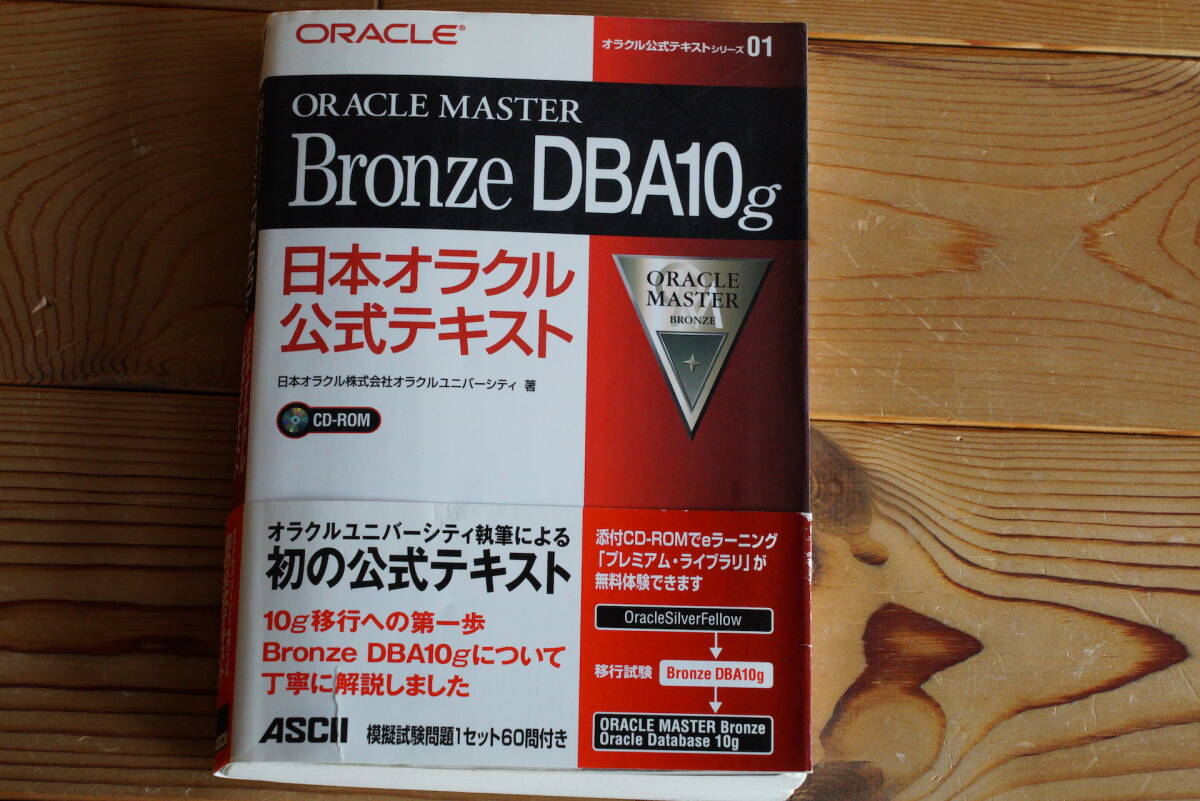 ORACLE®
オラクル公式テキストシリーズ 01
ORACLE MASTER
Bronze DBA10g
日本オラクル
公式テキスト
日本オラクル株式会社オラクルユニバーシティ 著
CD-ROM
ORACLE
MASTER
BRONZE
オラクルユニバーシティ執筆による
初の公式テキスト
10g移行への第一歩
Bronze DBA10gについて
丁寧に解説しました
ASCII 模擬試験問題1セット60問付き
添付CD-ROMでeラーニング
「プレミアム・ライブラリ」が
無料体験できます
OracleSilverFellow
移行試験 Bronze DBA10g
ORACLE MASTER Bronze
Oracle Database 10g